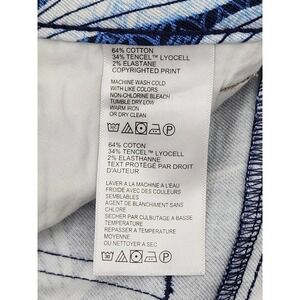 64% COTTON
34% TENCEL™ LYOCELL
2% ELASTANE
COPYRIGHTED PRINT
MACHINE WASH COLD
WITH LIKE COLORS
NON-CHLORINE BLEACH
TUMBLE DRY LOW
WARM IRON
OR DRY CLEAN
64% COTON
34% TENCEL™ LYOCELL
2% ELASTHANNE
TEXT PROTÉGÉ PAR DROIT
D'AUTEUR
LAVER A LA MACHINE A L'EAU
FROIDE AVEC DES COULEURS
SEMBLABLES
AGENT DE BLANCHIMENT SANS
CHLORE
SECHER PAR CULBUTAGE A BASSE
TEMPERATURE
REPASSER A TEMPERATURE
MOYENNE
OU NETTOYER A SEC